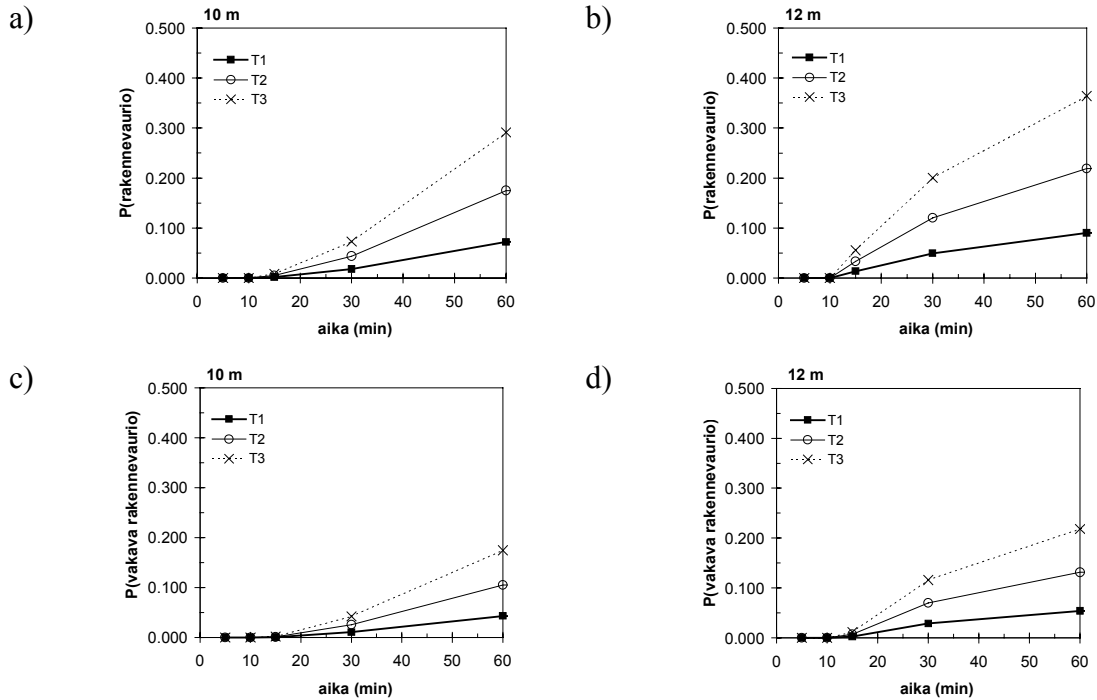 a)
10 m
P(rakennevaurio)
0.500
0.400
0.300
0.200
0.100
0.000
T1
T2
T3
0 10 20 30 40 50 60
aika (min)
b)
12 m
P(rakennevaurio)
0.500
0.400
0.300
0.200
0.100
0.000
T1
T2
T3
0 10 20 30 40 50 60
aika (min)
c)
10 m
P(vakava rakennevaurio)
0.500
0.400
0.300
0.200
0.100
0.000
T1
T2
T3
0 10 20 30 40 50 60
aika (min)
d)
12 m
P(vakava rakennevaurio)
0.500
0.400
0.300
0.200
0.100
0.000
T1
T2
T3
0 10 20 30 40 50 60
aika (min)